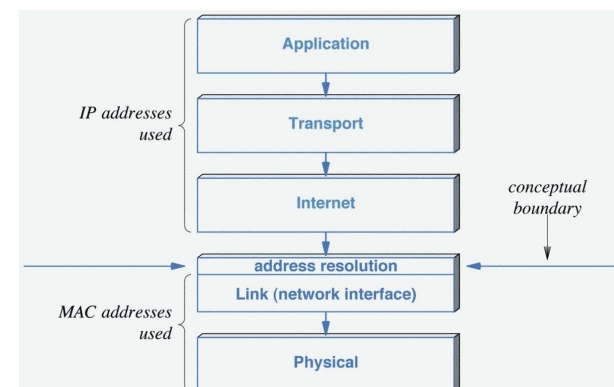 Application
IP addresses
used
Transport
Internet
conceptual
boundary
address resolution
Link (network interface)
MAC addresses
used
Physical